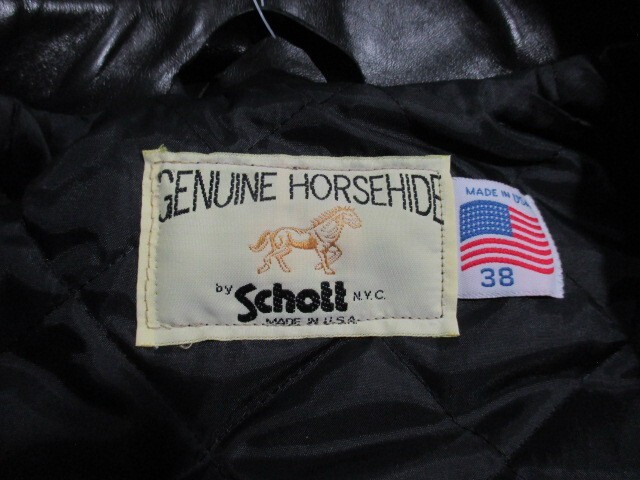 GENUINE HORSEHIDE
by Schott N.Y.C.
MADE IN U.S.A.
MADE IN USA
38